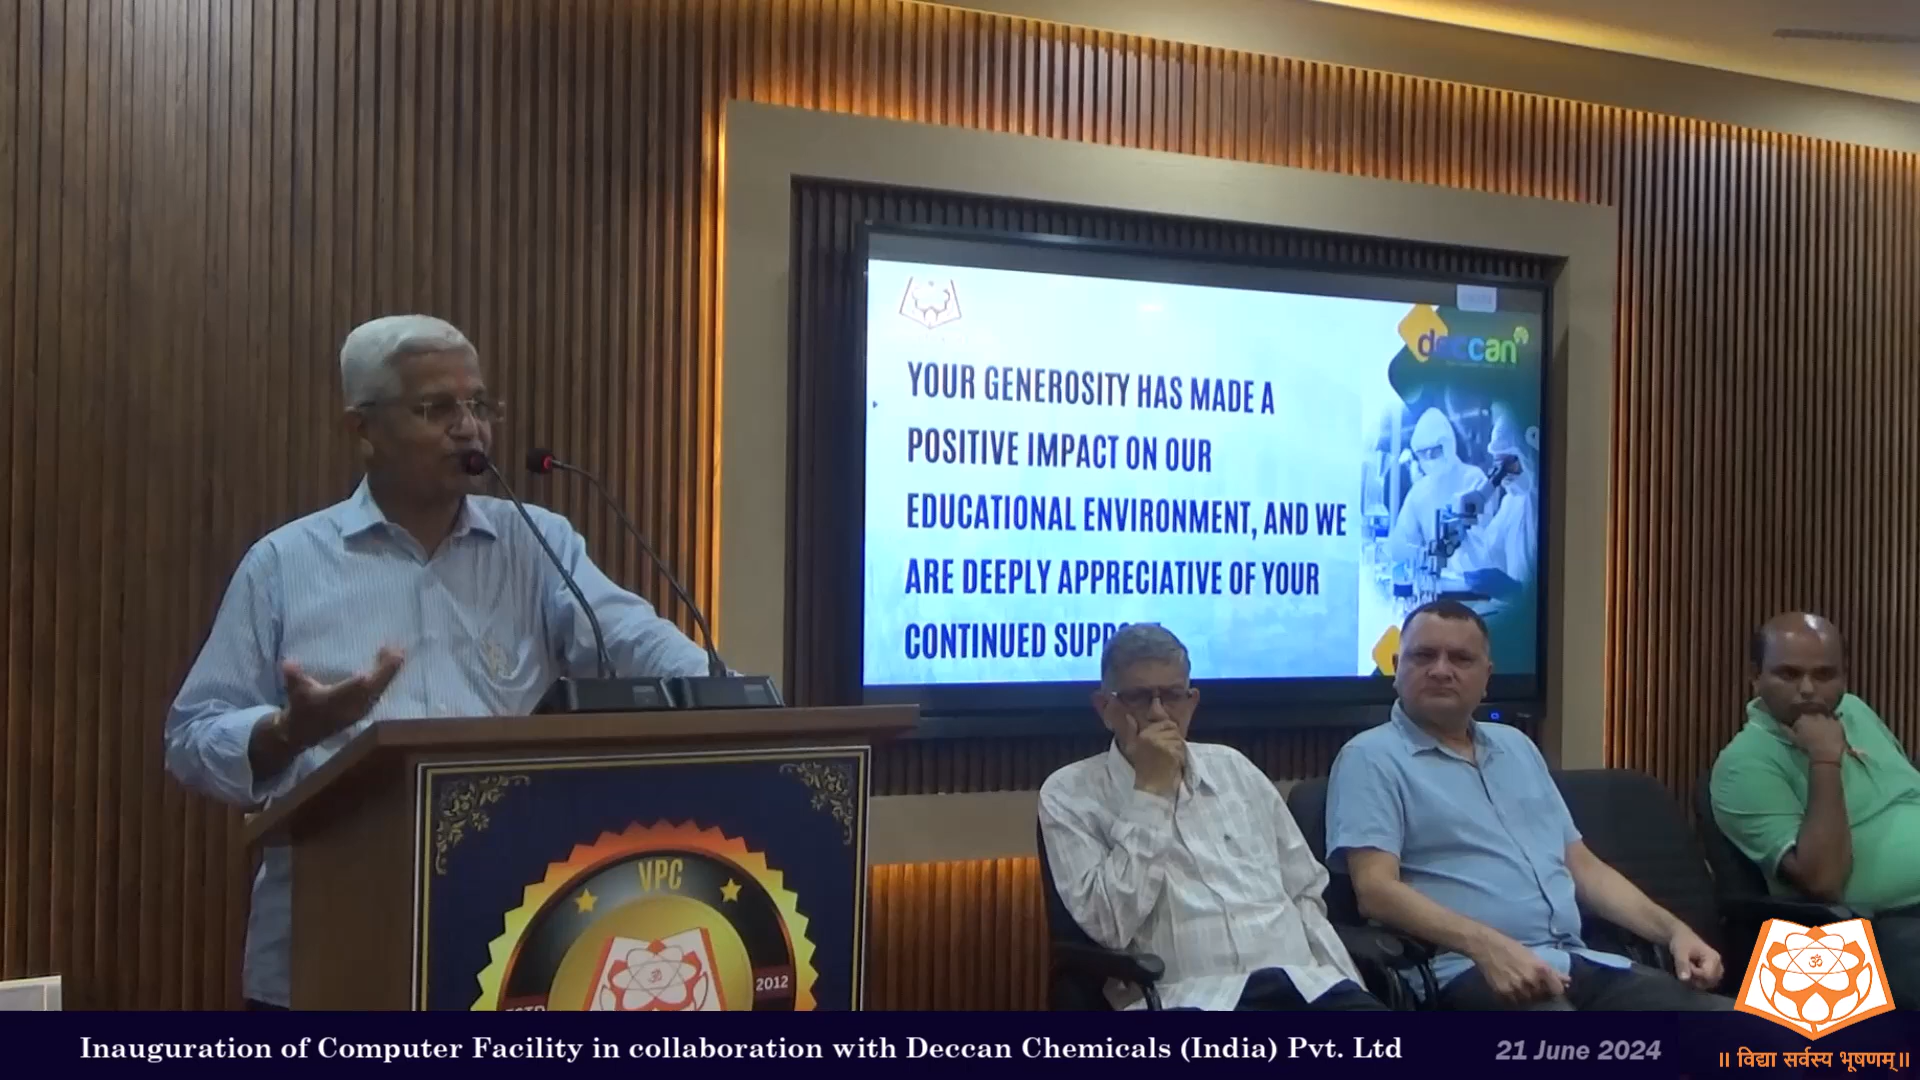 deccan
YOUR GENEROSITY HAS MADE A
POSITIVE IMPACT ON OUR
EDUCATIONAL ENVIRONMENT, AND WE
ARE DEEPLY APPRECIATIVE OF YOUR
CONTINUED
VPC
ESTD
2012
ॐ
Inauguration of Computer Facility in collaboration with Deccan Chemicals (India) Pvt. Ltd
21 June 2024
ॐ
॥ विद्या सर्वस्य भूषणम् ॥